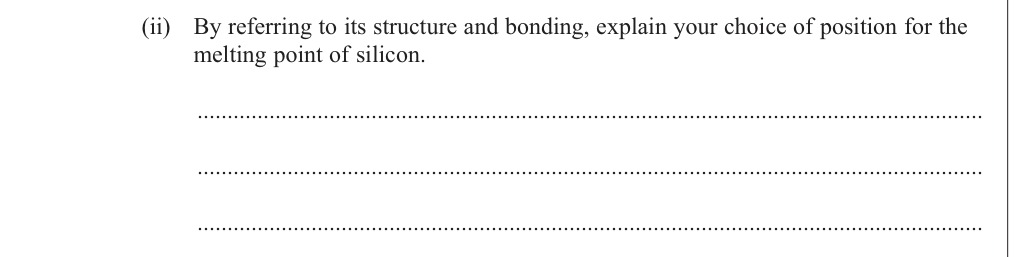 (ii) By referring to its structure and bonding, explain your choice of position for the
melting point of silicon.